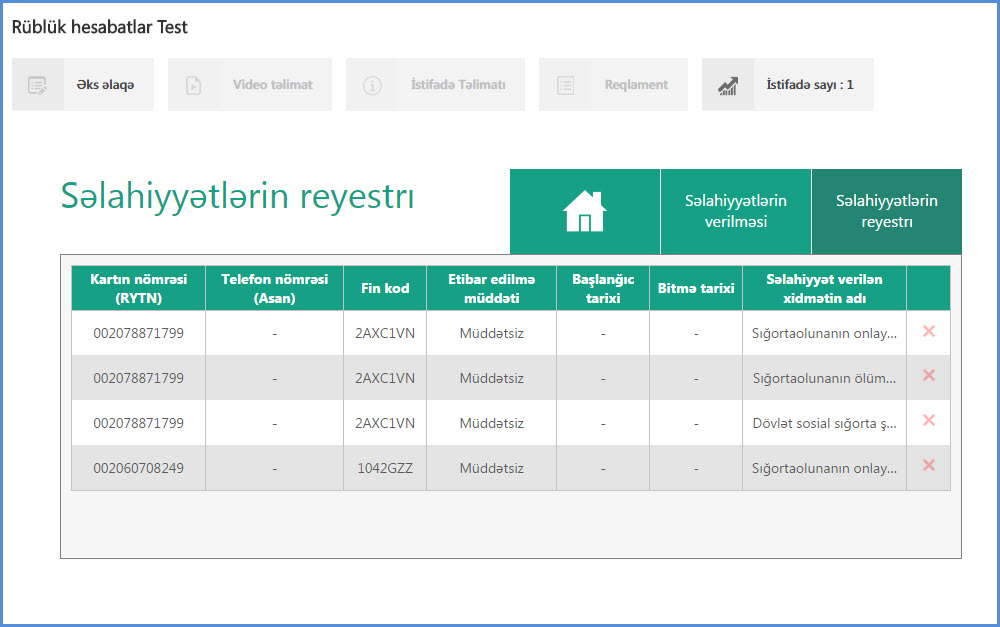 Rüblük hesabatlar Test
Əks əlaqə
Video təlimat
İstifadə Təlimatı
Reqlament
İstifadə sayı : 1
Səlahiyyətlərin reyestrı
Səlahiyyətlərin
verilməsi
Səlahiyyətlərin
reyestrı
Kartın nömrəsi
(RYTN)
Telefon nömrəsi
(Asan)
Fin kod
Etibar edilmə
müddəti
Başlanğıc
tarixi
Bitmə tarixi
Səlahiyyət verilən
xidmətin adı
002078871799 - 2AXC1VN Müddətsiz - - Sığortaolunanın onlay...
002078871799 - 2AXC1VN Müddətsiz - - Sığortaolunanın ölüm...
002078871799 - 2AXC1VN Müddətsiz - - Dövlət sosial sığorta ş...
002060708249 - 1042GZZ Müddətsiz - - Sığortaolunanın onlay...